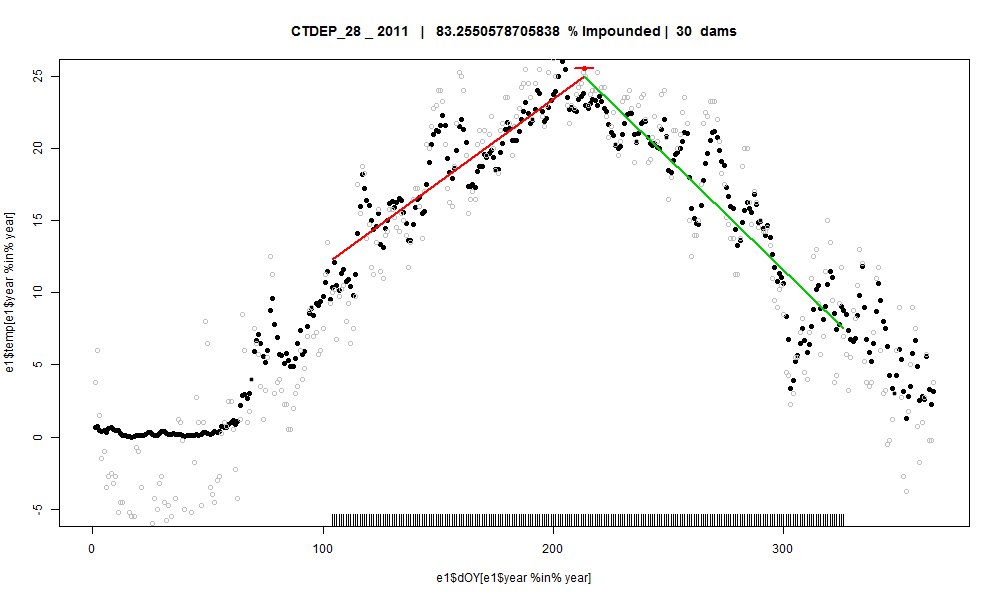 CTDEP_28 _ 2011 | 83.2550578705838 % Impounded | 30 dams
25
20
15
10
5
0
-5
e1$temp[e1$year %in% year]
0 100 200 300
e1$dOY[e1$year %in% year]